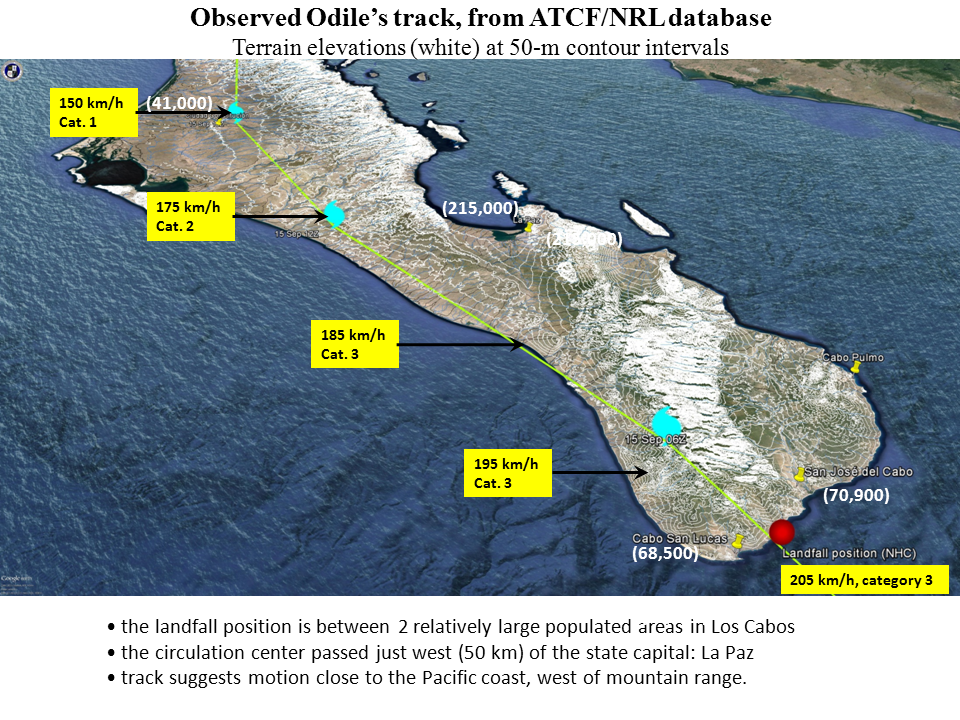 Observed Odile's track, from ATCF/NRL database
Terrain elevations (white) at 50-m contour intervals
150 km/h
Cat. 1
(41,000)
175 km/h
Cat. 2
15 Sep 12Z
(215,000)
La Paz
185 km/h
Cat. 3
Cabo Pulmo
15 Sep 06Z
195 km/h
Cat. 3
San José del Cabo
(70,900)
Cabo San Lucas
(68,500)
Landfall position (NHC)
205 km/h, category 3
• the landfall position is between 2 relatively large populated areas in Los Cabos
• the circulation center passed just west (50 km) of the state capital: La Paz
• track suggests motion close to the Pacific coast, west of mountain range.